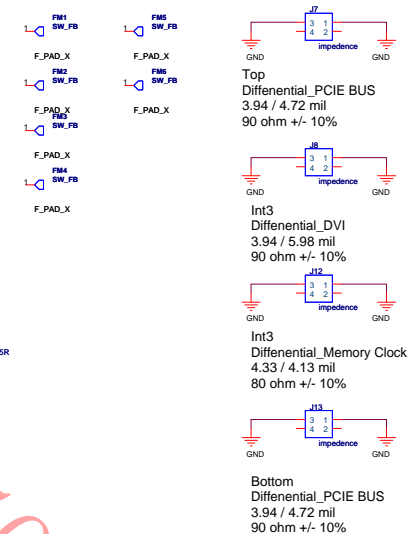 FM1
SW_FB
1
F_PAD_X
FM5
SW_FB
1
F_PAD_X
FM2
SW_FB
1
F_PAD_X
FM6
SW_FB
1
F_PAD_X
FM3
SW_FB
1
F_PAD_X
FM4
SW_FB
1
F_PAD_X
5R
J7
3 1
4 2
impedence
GND
GND
Top
Diffenential_PCIE BUS
3.94 / 4.72 mil
90 ohm +/- 10%
J8
3 1
4 2
impedence
GND
GND
Int3
Diffenential_DVI
3.94 / 5.98 mil
90 ohm +/- 10%
J12
3 1
4 2
impedence
GND
GND
Int3
Diffenential_Memory Clock
4.33 / 4.13 mil
80 ohm +/- 10%
J13
3 1
4 2
impedence
GND
GND
Bottom
Diffenential_PCIE BUS
3.94 / 4.72 mil
90 ohm +/- 10%